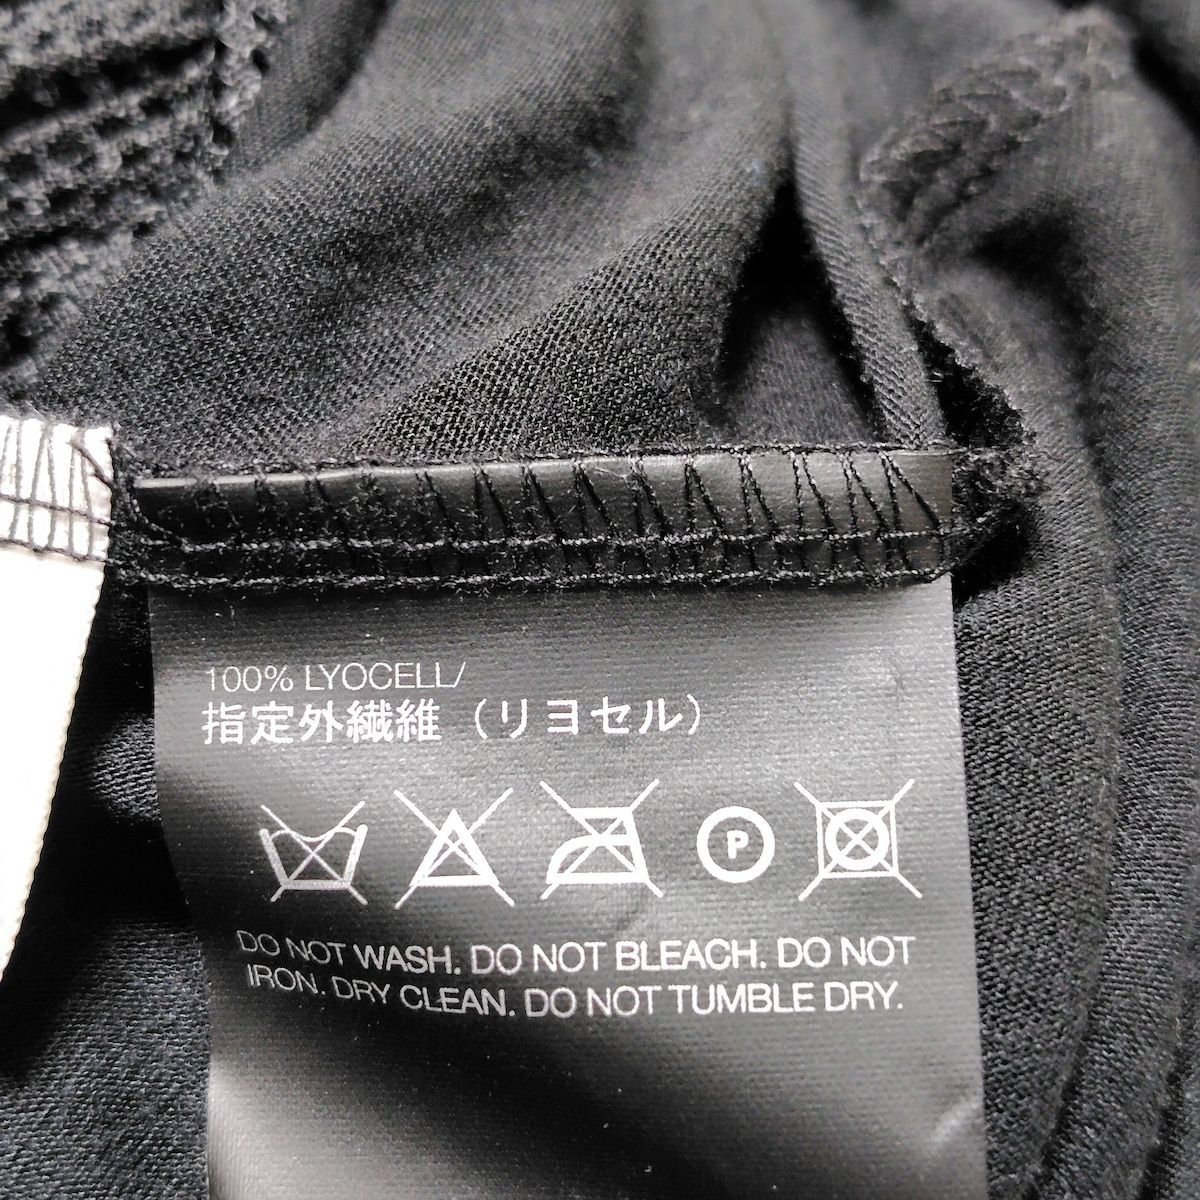 100% LYOCELL/
指定外繊維（リヨセル）
P
DO NOT WASH. DO NOT BLEACH. DO NOT
IRON. DRY CLEAN. DO NOT TUMBLE DRY.